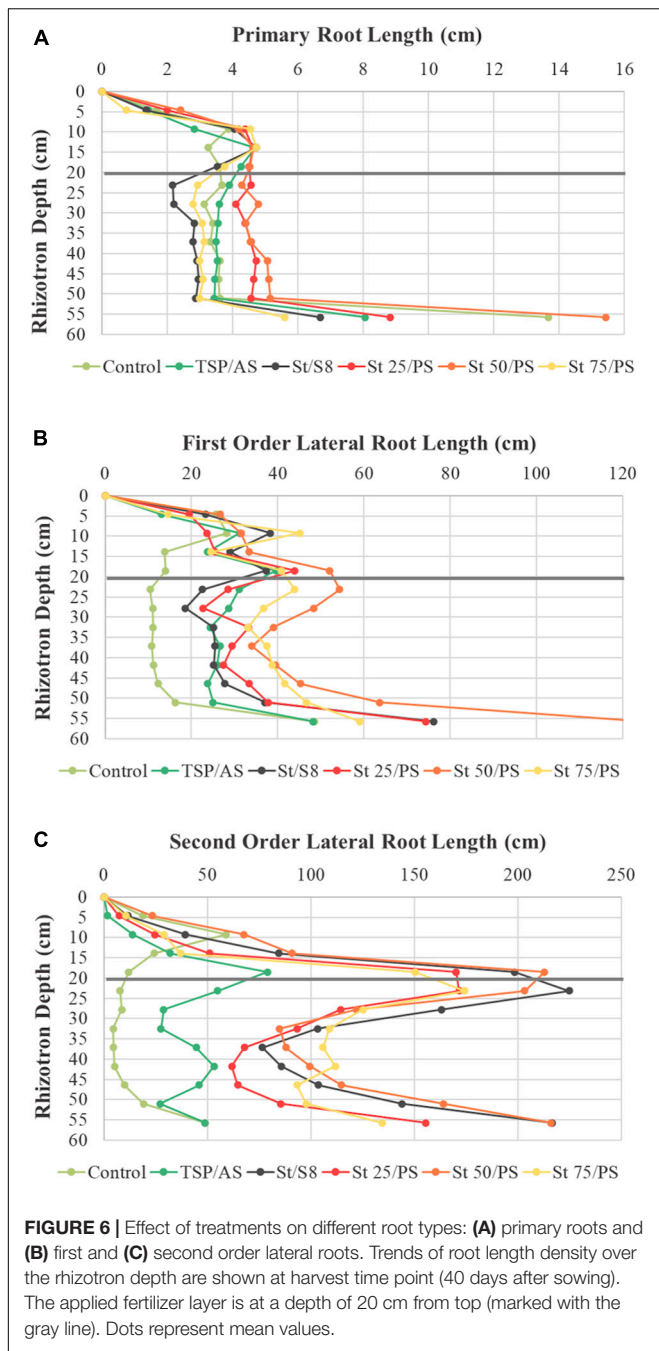 A
Primary Root Length (cm)
0 2 4 6 8 10 12 14 16
Rhizotron Depth (cm)
0
5
10
15
20
25
30
35
40
45
50
55
60
Control TSP/AS St/S8 St 25/PS St 50/PS St 75/PS
B
First Order Lateral Root Length (cm)
0 20 40 60 80 100 120
Rhizotron Depth (cm)
0
5
10
15
20
25
30
35
40
45
50
55
60
Control TSP/AS St/S8 St 25/PS St 50/PS St 75/PS
C
Second Order Lateral Root Length (cm)
0 50 100 150 200 250
Rhizotron Depth (cm)
0
5
10
15
20
25
30
35
40
45
50
55
60
Control TSP/AS St/S8 St 25/PS St 50/PS St 75/PS
FIGURE 6 | Effect of treatments on different root types: (A) primary roots and
(B) first and (C) second order lateral roots. Trends of root length density over
the rhizotron depth are shown at harvest time point (40 days after sowing).
The applied fertilizer layer is at a depth of 20 cm from top (marked with the
gray line). Dots represent mean values.